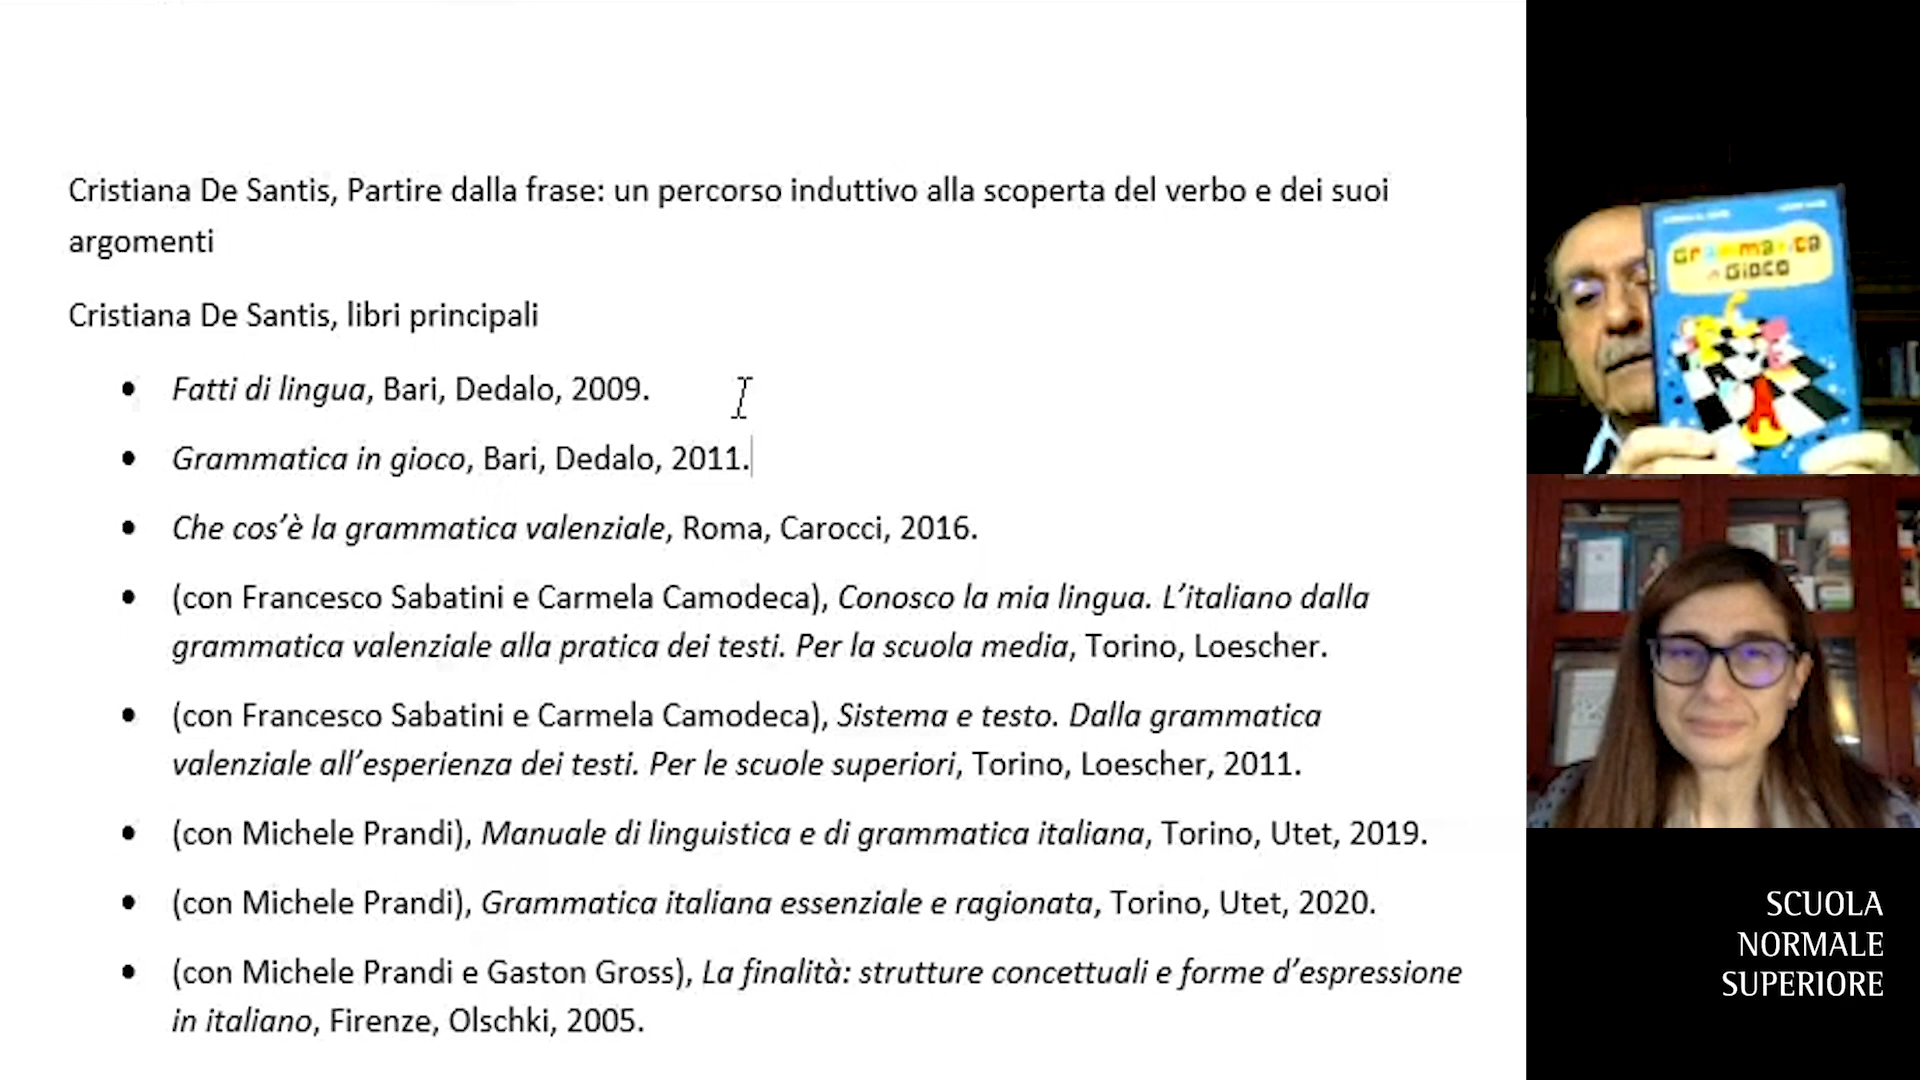 Cristiana De Santis, Partire dalla frase: un percorso induttivo alla scoperta del verbo e dei suoi
argomenti
Cristiana De Santis, libri principali
• Fatti di lingua, Bari, Dedalo, 2009.
• Grammatica in gioco, Bari, Dedalo, 2011.
• Che cos’è la grammatica valenziale, Roma, Carocci, 2016.
• (con Francesco Sabatini e Carmela Camodeca), Conosco la mia lingua. L’italiano dalla
grammatica valenziale alla pratica dei testi. Per la scuola media, Torino, Loescher.
• (con Francesco Sabatini e Carmela Camodeca), Sistema e testo. Dalla grammatica
valenziale all’esperienza dei testi. Per le scuole superiori, Torino, Loescher, 2011.
• (con Michele Prandi), Manuale di linguistica e di grammatica italiana, Torino, Utet, 2019.
• (con Michele Prandi), Grammatica italiana essenziale e ragionata, Torino, Utet, 2020.
• (con Michele Prandi e Gaston Gross), La finalità: strutture concettuali e forme d’espressione
in italiano, Firenze, Olschki, 2005.
Grammatica
in GIOCO
SCUOLA
NORMALE
SUPERIORE